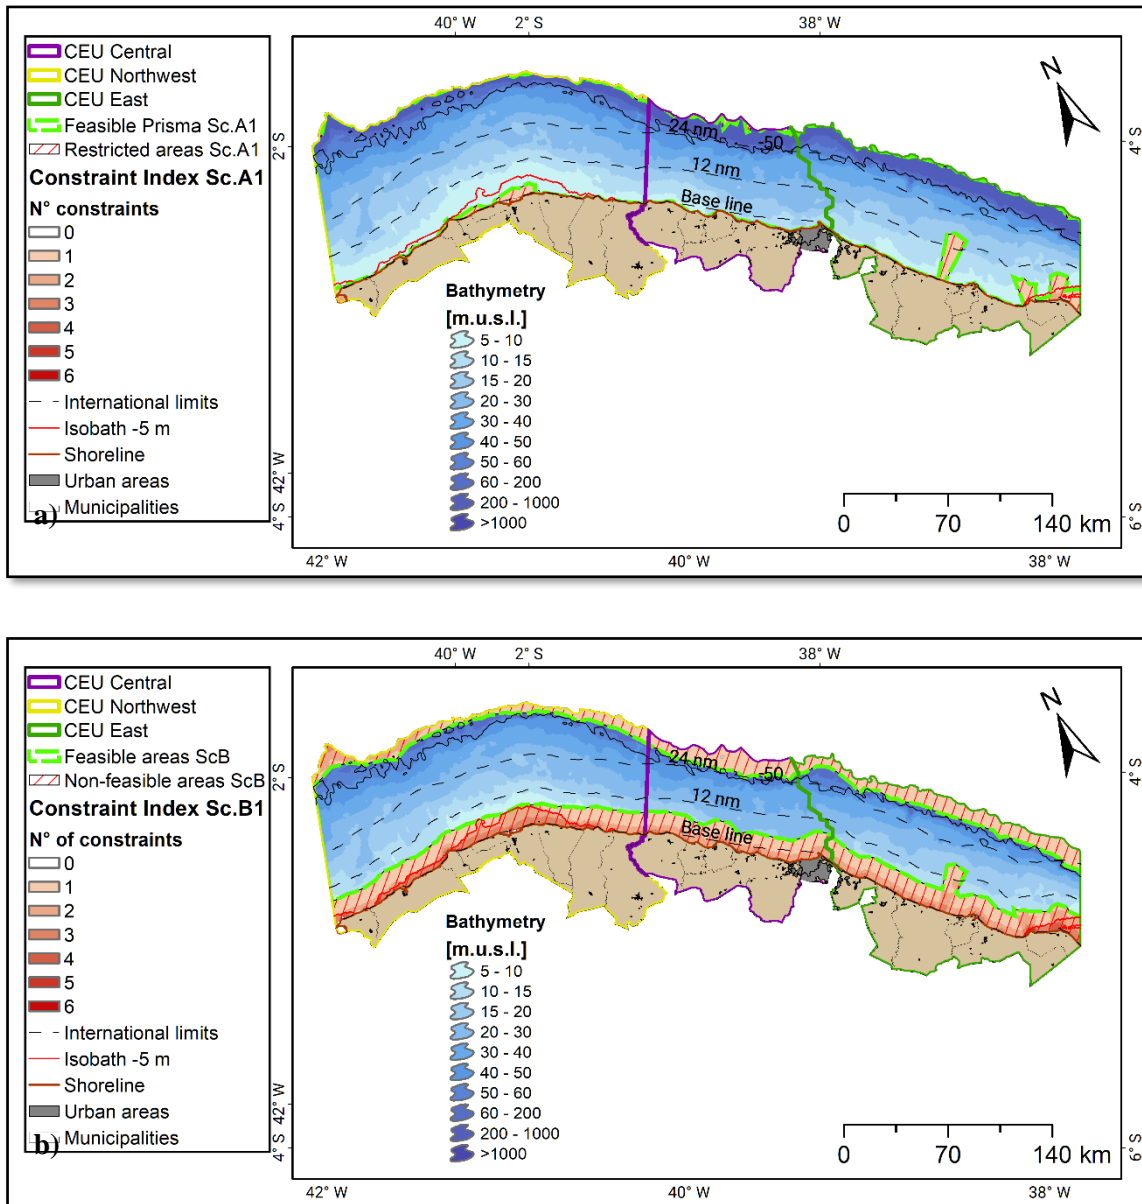 40° W 2° S 38° W
CEU Central
CEU Northwest
CEU East
Feasible Prisma Sc.A1
Restricted areas Sc.A1
Constraint Index Sc.A1
N° constraints
0
1
2
3
4
5
6
International limits
Isobath -5 m
Shoreline
Urban areas
Municipalities
a)
N
24 nm
-50
12 nm
Base line
2° S
4° S
Bathymetry
[m.u.s.l.]
5 - 10
10 - 15
15 - 20
20 - 30
30 - 40
40 - 50
50 - 60
60 - 200
200 - 1000
>1000
4° S 42° W
6° S
0 70 140 km
42° W 40° W 38° W
40° W 2° S 38° W
CEU Central
CEU Northwest
CEU East
Feasible areas ScB
Non-feasible areas ScB
Constraint Index Sc.B1
N° of constraints
0
1
2
3
4
5
6
International limits
Isobath -5 m
Shoreline
Urban areas
Municipalities
b)
N
24 nm
-50
12 nm
Base line
2° S
4° S
Bathymetry
[m.u.s.l.]
5 - 10
10 - 15
15 - 20
20 - 30
30 - 40
40 - 50
50 - 60
60 - 200
200 - 1000
>1000
4° S 42° W
6° S
0 70 140 km
42° W 40° W 38° W